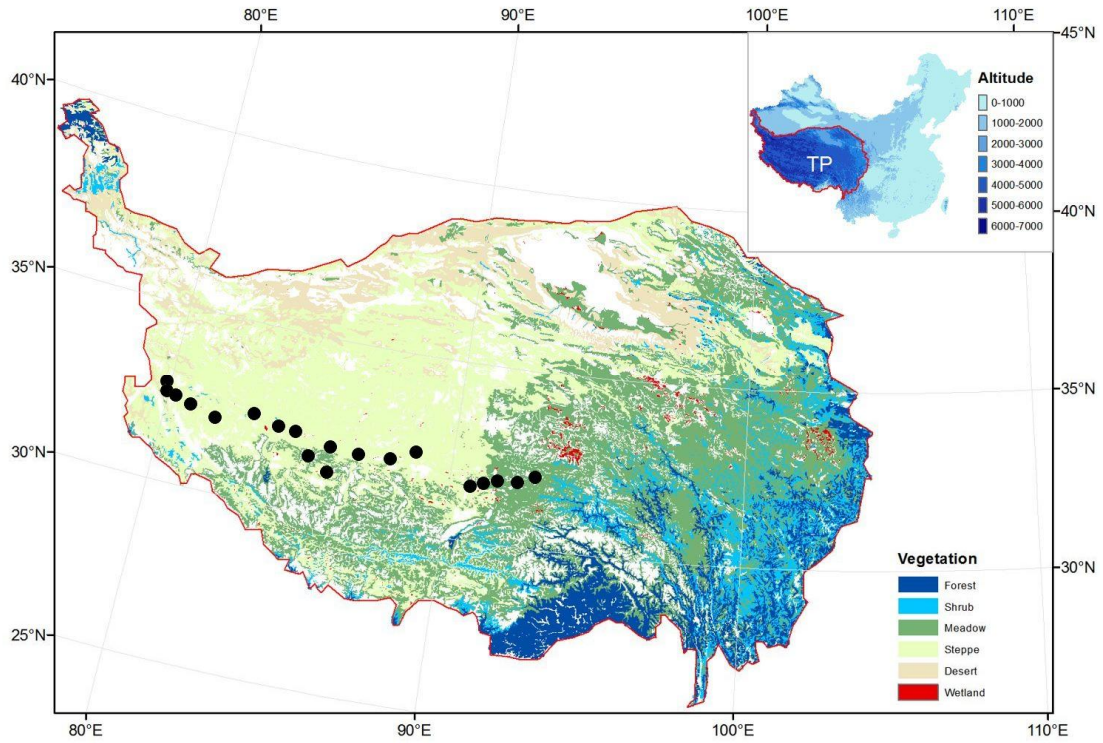 80°E 90°E 100°E 110°E
45°N
40°N
Altitude
0-1000
1000-2000
2000-3000
3000-4000
4000-5000
5000-6000
6000-7000
TP
40°N
35°N
35°N
30°N
30°N
25°N
Vegetation
Forest
Shrub
Meadow
Steppe
Desert
Wetland
80°E 90°E 100°E 110°E